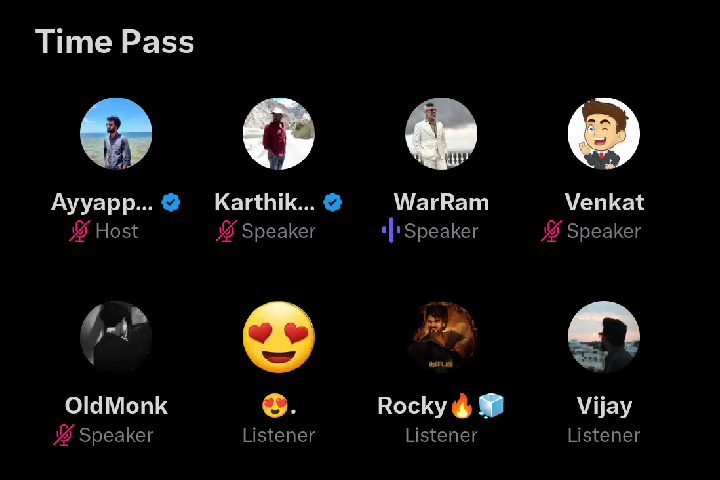 Time Pass
Ayyapp... Karthik... WarRam Venkat
Host Speaker Speaker Speaker
OldMonk 😍. Rocky🔥🧊 Vijay
Speaker Listener Listener Listener